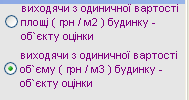 виходячи з одиничної вартості
площі ( грн / м2 ) будинку -
об`єкту оцінки
виходячи з одиничної вартості
об`єму ( грн / м3 ) будинку -
об`єкту оцінки